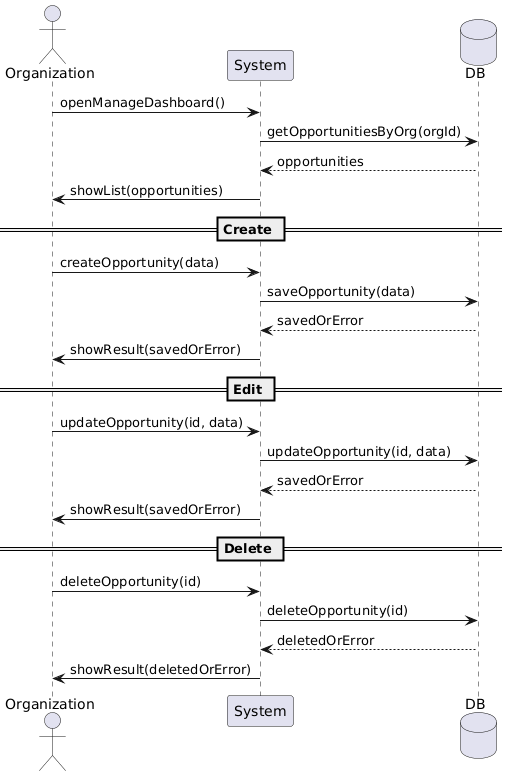 Organization
System
DB
openManageDashboard()
getOpportunitiesByOrg(orgId)
opportunities
showList(opportunities)
Create
createOpportunity(data)
saveOpportunity(data)
savedOrError
showResult(savedOrError)
Edit
updateOpportunity(id, data)
updateOpportunity(id, data)
savedOrError
showResult(savedOrError)
Delete
deleteOpportunity(id)
deleteOpportunity(id)
deletedOrError
showResult(deletedOrError)
Organization
System
DB